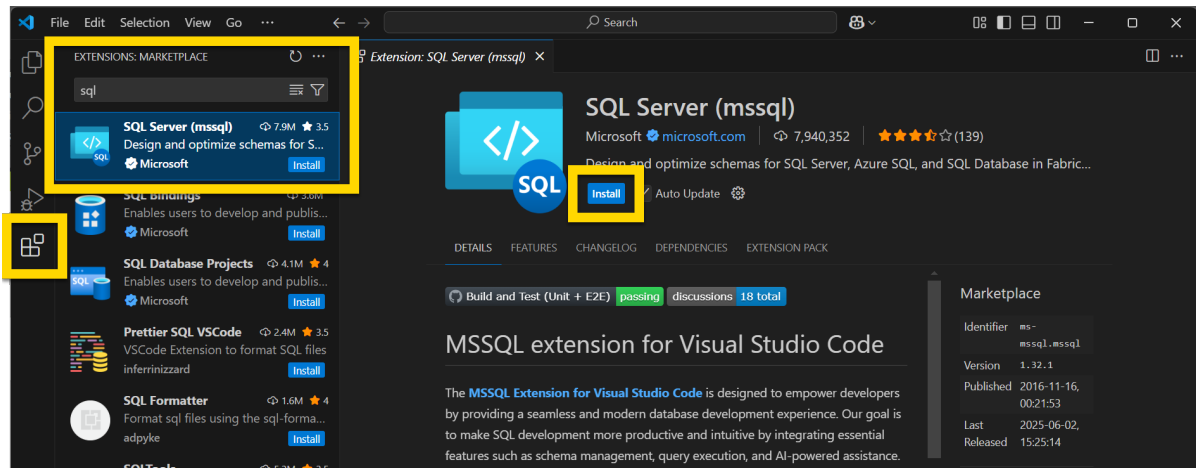 File Edit Selection View Go ··· Search
EXTENSIONS: MARKETPLACE
sql
SQL Server (mssql) 7.9M 3.5
Design and optimize schemas for S...
Microsoft Install
SQL Bindings 3.6M
Enables users to develop and publis...
Microsoft Install
SQL Database Projects 4.1M 4
Enables users to develop and publis...
Microsoft Install
Prettier SQL VSCode 2.4M 3.5
VSCode Extension to format SQL files
inferrinizzard Install
SQL Formatter 1.6M 4
Format sql files using the sql-forma...
adpyke Install
SQLTools 5.2M 3.5
Extension: SQL Server (mssql)
SQL
SQL Server (mssql)
Microsoft microsoft.com 7,940,352 (139)
Design and optimize schemas for SQL Server, Azure SQL, and SQL Database in Fabric...
Install Auto Update
DETAILS FEATURES CHANGELOG DEPENDENCIES EXTENSION PACK
Build and Test (Unit + E2E) passing discussions 18 total
MSSQL extension for Visual Studio Code
The MSSQL Extension for Visual Studio Code is designed to empower developers
by providing a seamless and modern database development experience. Our goal is
to make SQL development more productive and intuitive by integrating essential
features such as schema management, query execution, and AI-powered assistance.
Marketplace
Identifier ms-
mssql.mssql
Version 1.32.1
Published 2016-11-16,
00:21:53
Last 2025-06-02,
Released 15:25:14